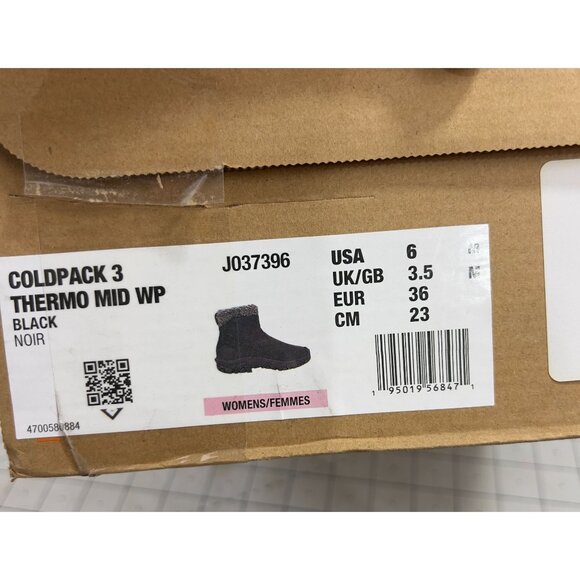 COLDPACK 3
THERMO MID WP
BLACK
NOIR
4700580884
J037396
WOMENS/FEMMES
USA 6
UK/GB 3.5 M
EUR 36
CM 23
1 95019 56847 1